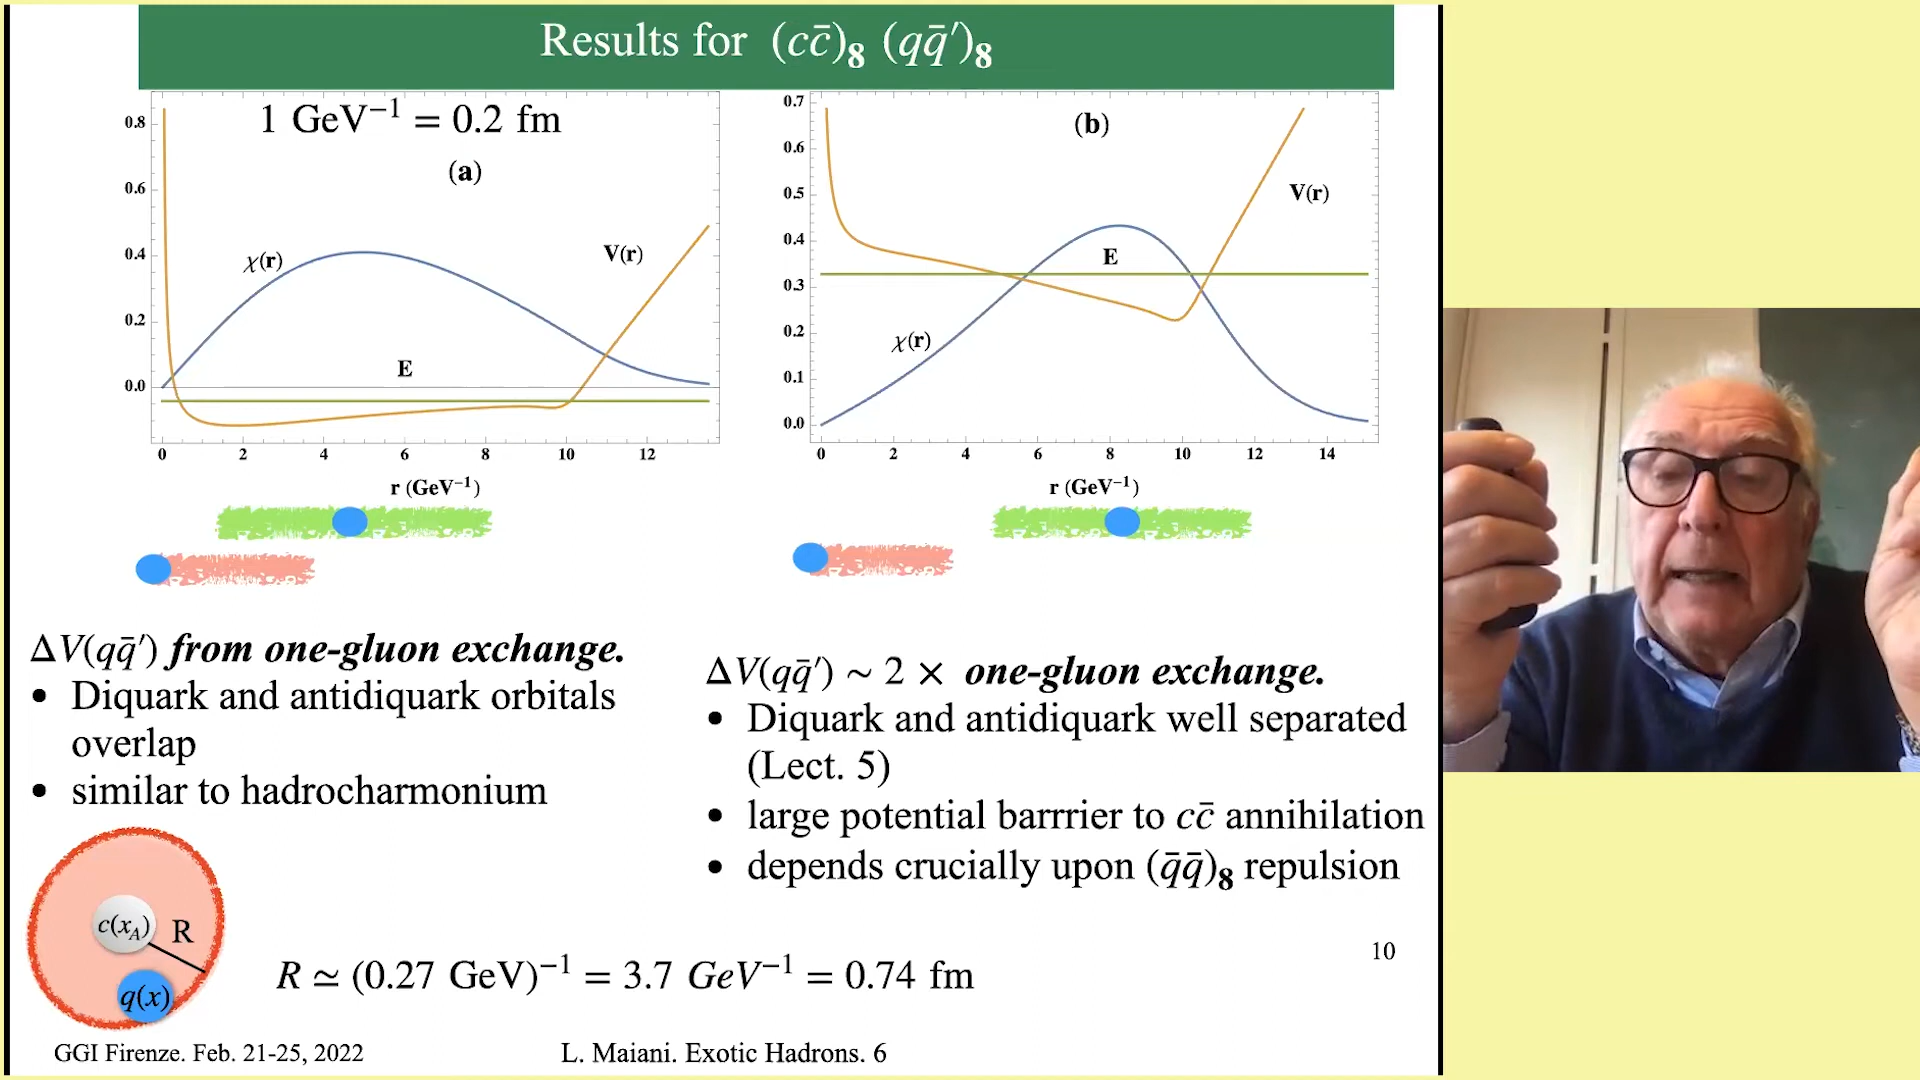 Results for (cc̄)₈ (qq̄′)₈
1 GeV⁻¹ = 0.2 fm
(a)
0.8
0.6
0.4
0.2
0.0
χ(r)
V(r)
E
0 2 4 6 8 10 12
r (GeV⁻¹)
(b)
0.7
0.6
0.5
0.4
0.3
0.2
0.1
0.0
V(r)
E
χ(r)
0 2 4 6 8 10 12 14
r (GeV⁻¹)
ΔV(qq̄′) from one-gluon exchange.
• Diquark and antidiquark orbitals
overlap
• similar to hadrocharmonium
ΔV(qq̄′) ∼ 2 × one-gluon exchange.
• Diquark and antidiquark well separated
(Lect. 5)
• large potential barrrier to cc̄ annihilation
• depends crucially upon (q̄q̄)₈ repulsion
c(x_A)
R
q(x)
R ≃ (0.27 GeV)⁻¹ = 3.7 GeV⁻¹ = 0.74 fm
10
GGI Firenze. Feb. 21-25, 2022
L. Maiani. Exotic Hadrons. 6